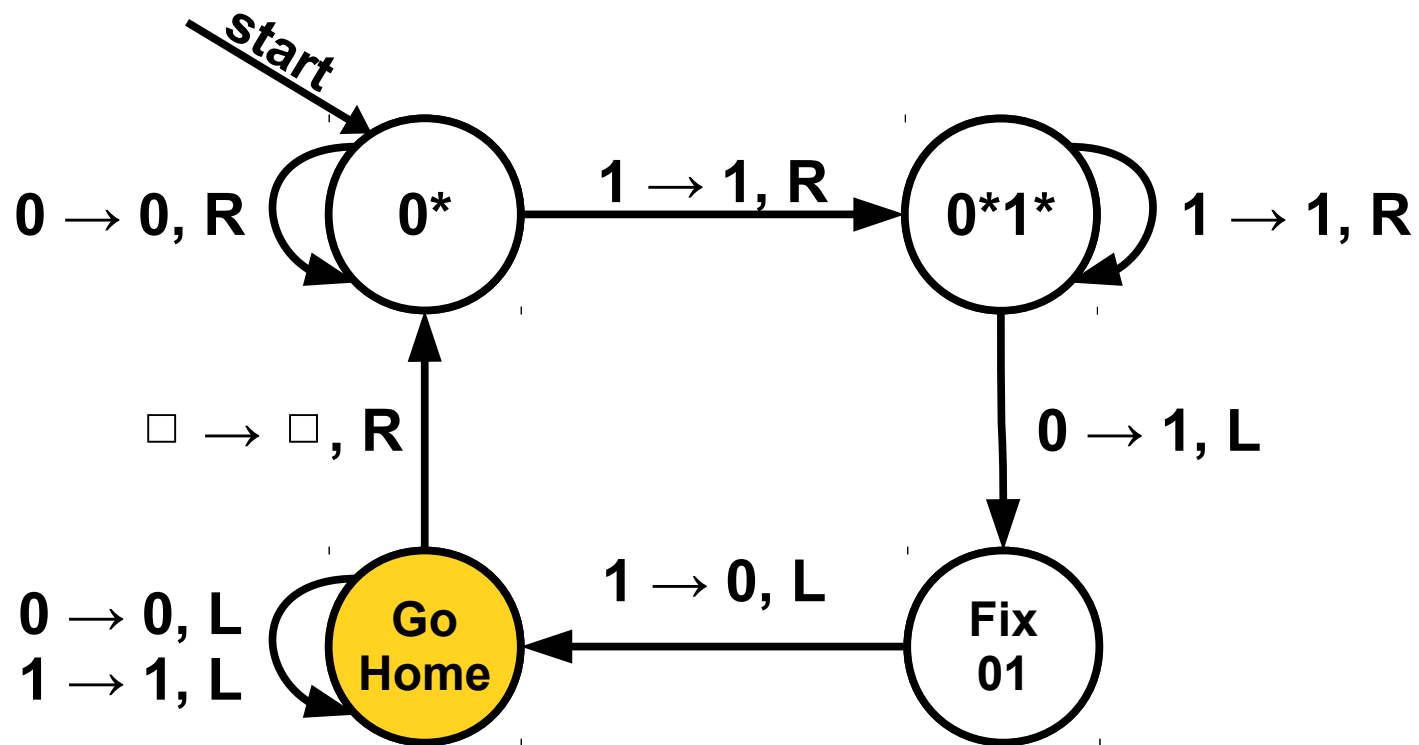 start
0 → 0, R
0*
1 → 1, R
0*1*
1 → 1, R
□ → □, R
0 → 1, L
0 → 0, L
1 → 1, L
Go
Home
1 → 0, L
Fix
01